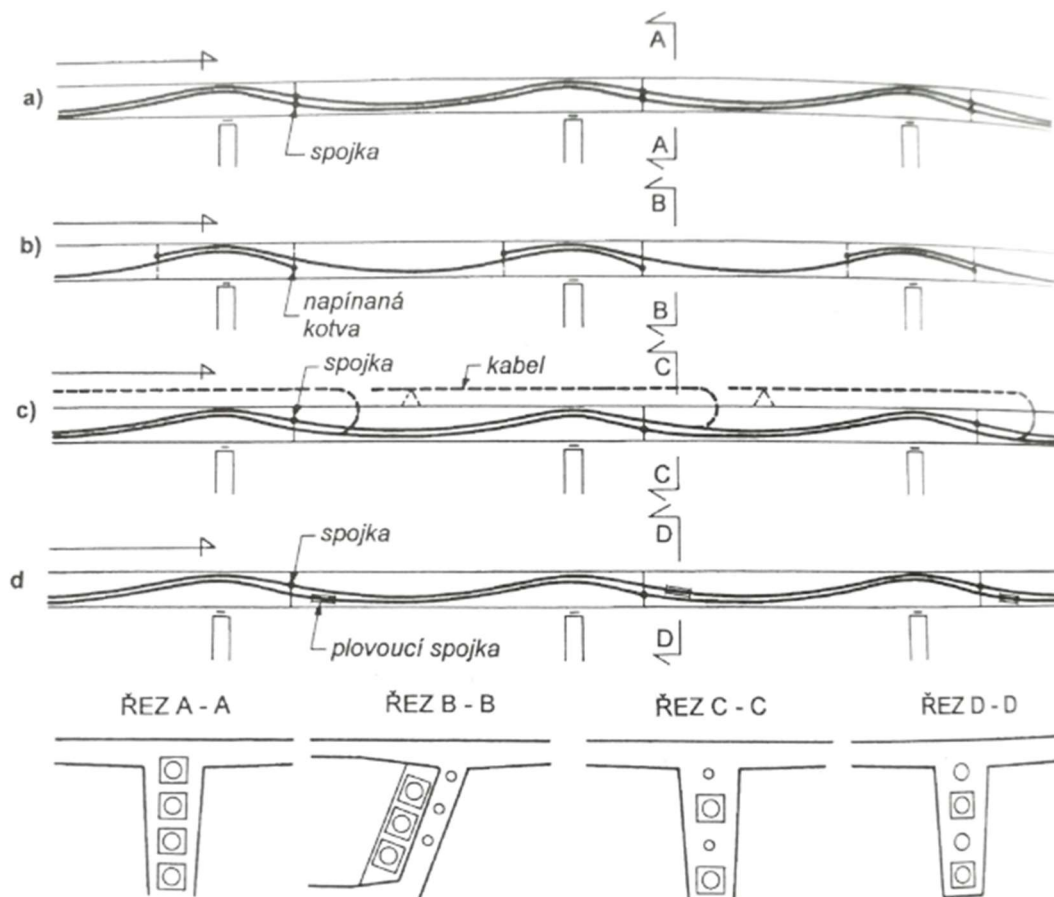 A
a)
spojka
A
B
b)
napínaná
kotva
B
spojka
kabel
C
c)
C
spojka
D
d
plovoucí spojka
D
ŘEZ A - A
ŘEZ B - B
ŘEZ C - C
ŘEZ D - D